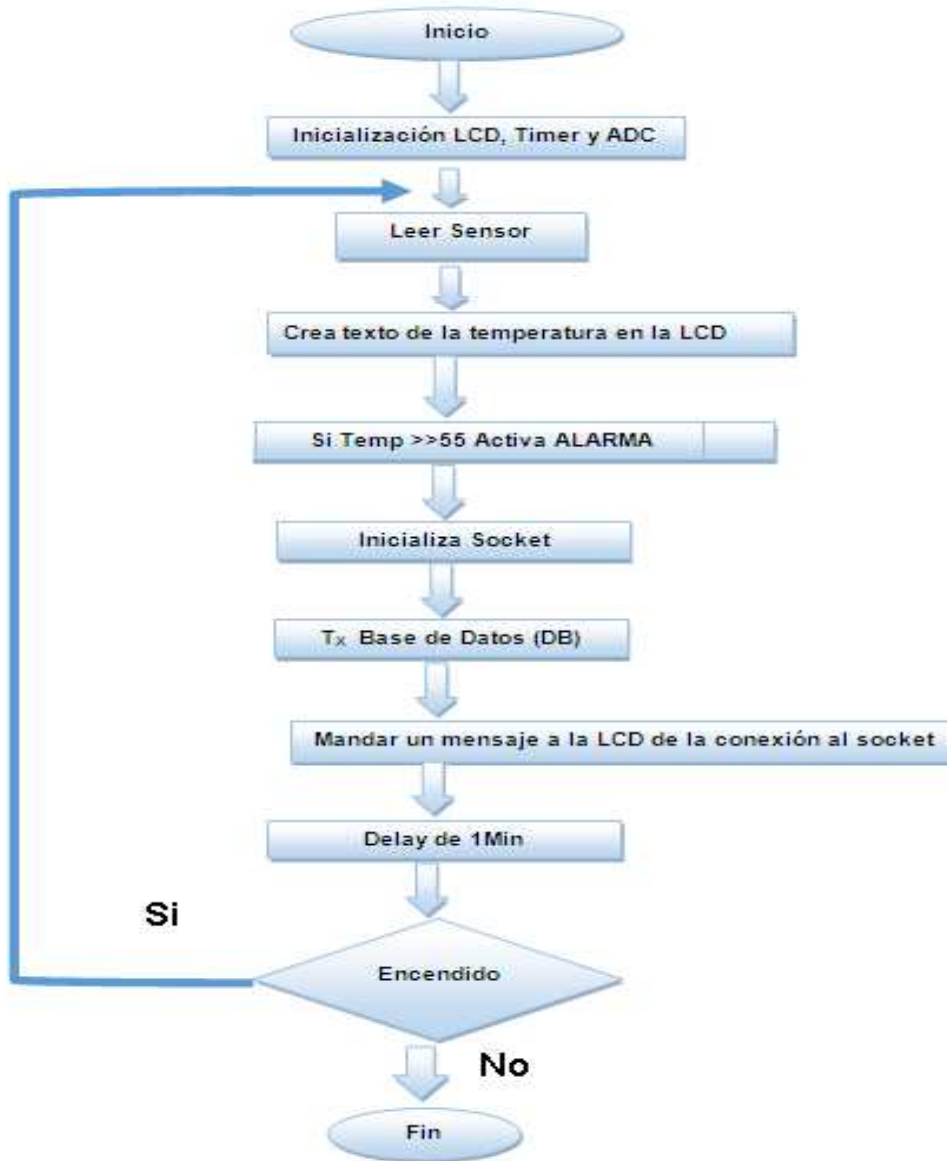 Inicio
Inicialización LCD, Timer y ADC
Leer Sensor
Crea texto de la temperatura en la LCD
Si Temp >>55 Activa ALARMA
Inicializa Socket
Tx Base de Datos (DB)
Mandar un mensaje a la LCD de la conexión al socket
Delay de 1Min
Si
Encendido
No
Fin